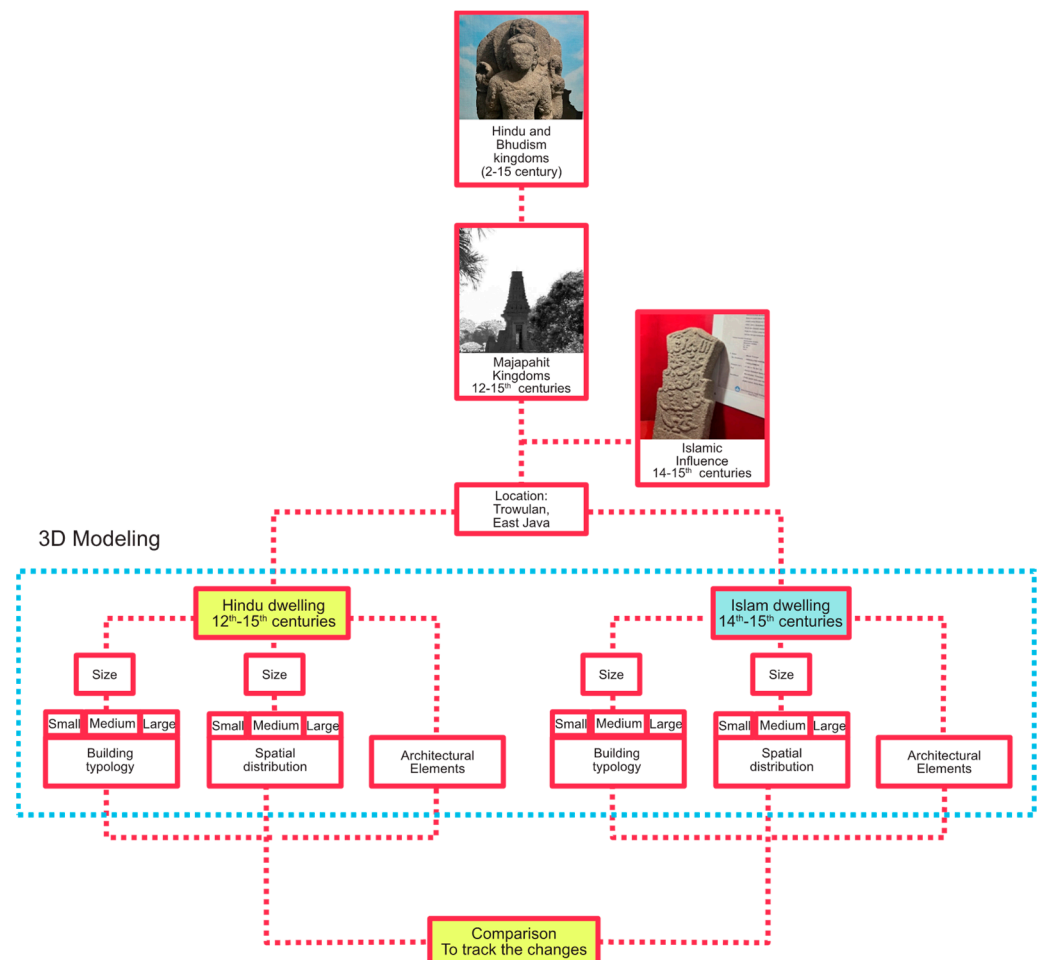 Hindu and
Bhudism
kingdoms
(2-15 century)
Majapahit
Kingdoms
12-15th centuries
Islamic
Influence
14-15th centuries
Location:
Trowulan,
East Java
3D Modeling
Hindu dwelling
12th-15th centuries
Islam dwelling
14th-15th centuries
Size
Size
Size
Size
Small Medium Large
Small Medium Large
Small Medium Large
Small Medium Large
Building
typology
Spatial
distribution
Architectural
Elements
Building
typology
Spatial
distribution
Architectural
Elements
Comparison
To track the changes